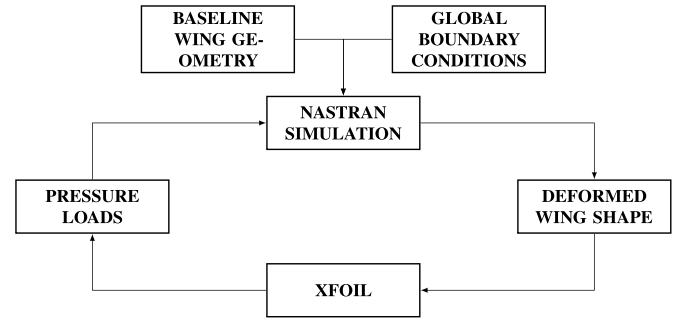 BASELINE
WING GE-
OMETRY
GLOBAL
BOUNDARY
CONDITIONS
NASTRAN
SIMULATION
PRESSURE
LOADS
DEFORMED
WING SHAPE
XFOIL